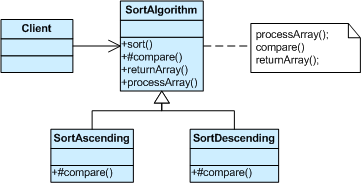 Client
SortAlgorithm
+sort()
+#compare()
+returnArray()
+processArray()
processArray();
compare()
returnArray();
SortAscending
+#compare()
SortDescending
+#compare()